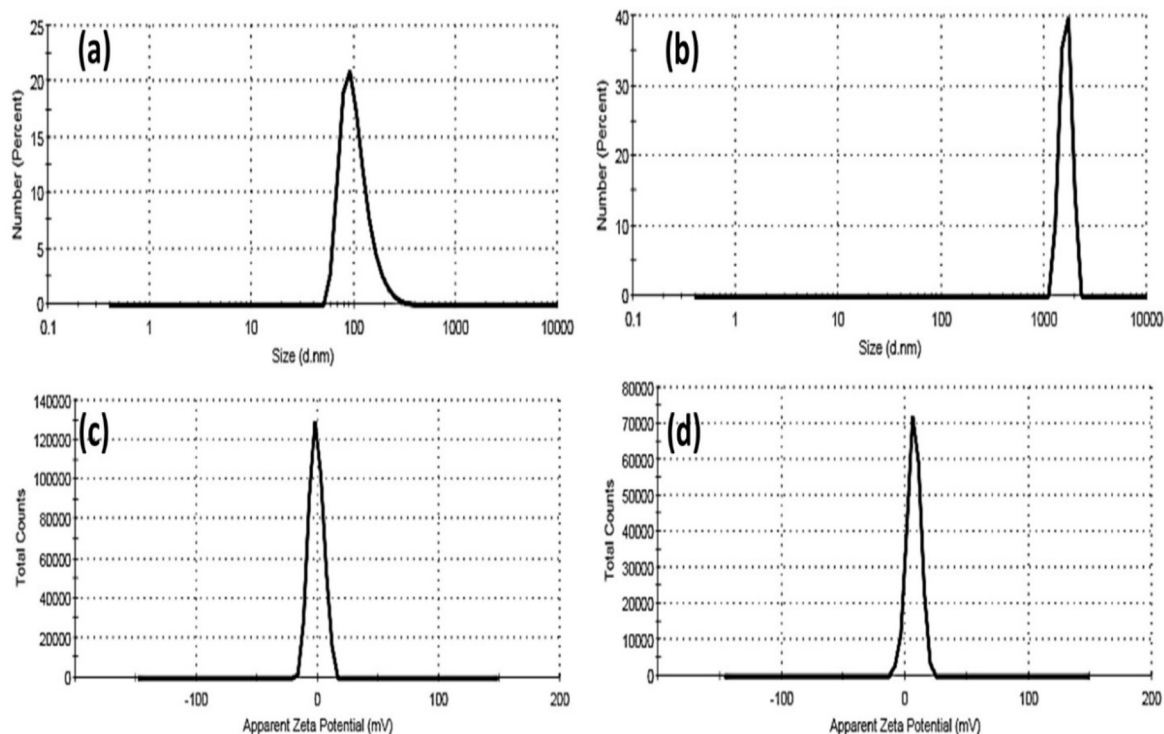 (a)
Number (Percent)
25
20
15
10
5
0
0.1 1 10 100 1000 10000
Size (d.nm)
(b)
Number (Percent)
40
30
20
10
0
0.1 1 10 100 1000 10000
Size (d.nm)
(c)
Total Counts
140000
120000
100000
80000
60000
40000
20000
0
-100 0 100 200
Apparent Zeta Potential (mV)
(d)
Total Counts
80000
70000
60000
50000
40000
30000
20000
10000
0
-100 0 100 200
Apparent Zeta Potential (mV)